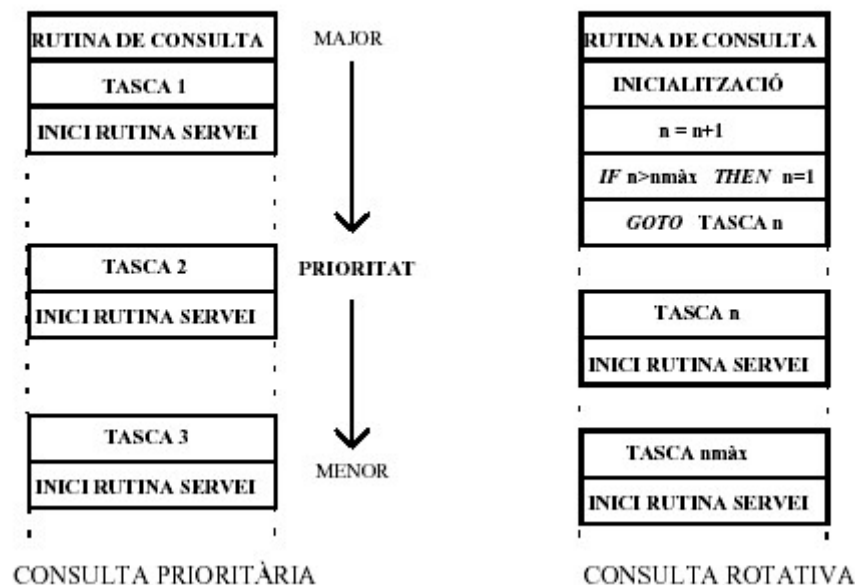 RUTINA DE CONSULTA
TASCA 1
INICI RUTINA SERVEI
TASCA 2
INICI RUTINA SERVEI
TASCA 3
INICI RUTINA SERVEI
MAJOR
PRIORITAT
MENOR
CONSULTA PRIORITÀRIA
RUTINA DE CONSULTA
INICIALITZACIÓ
n = n+1
IF n>nmàx THEN n=1
GOTO TASCA n
TASCA n
INICI RUTINA SERVEI
TASCA nmàx
INICI RUTINA SERVEI
CONSULTA ROTATIVA